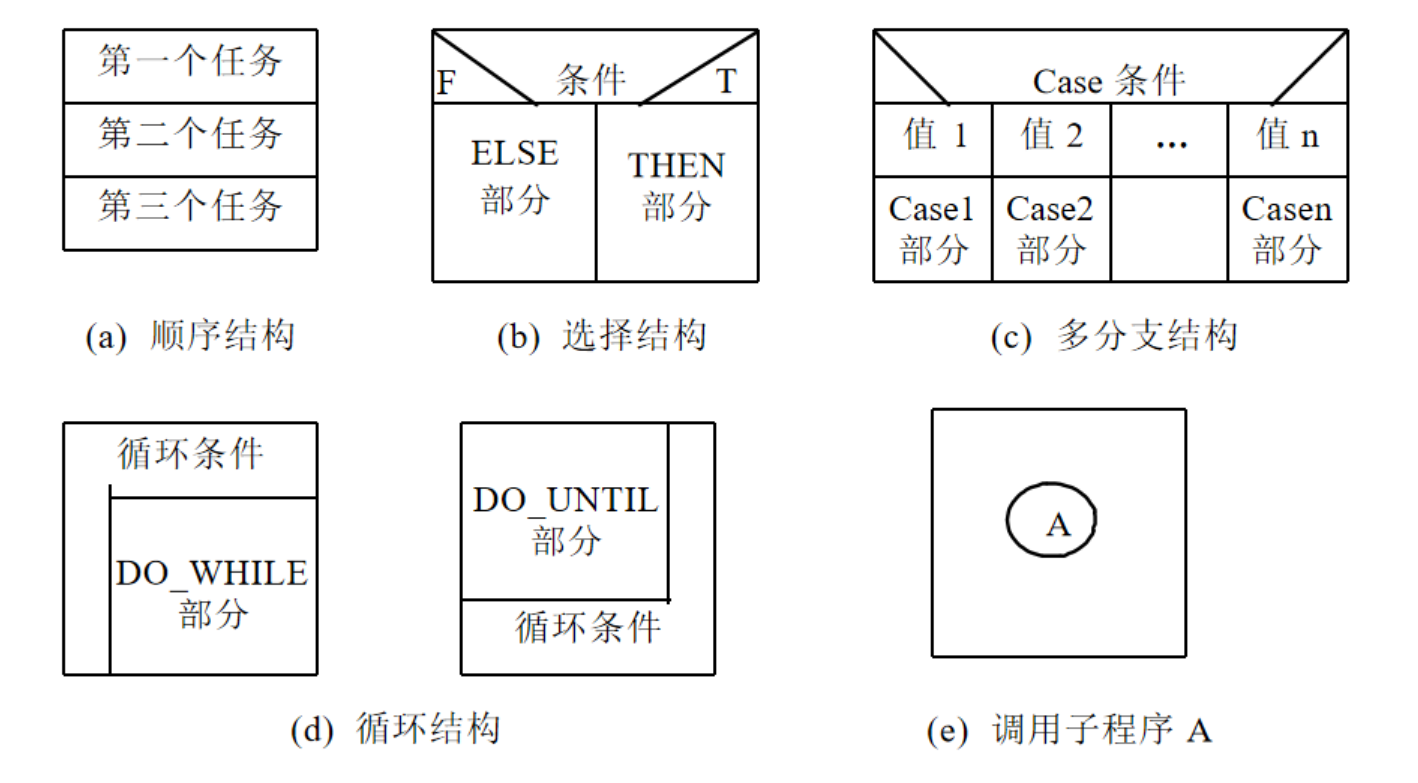 第一个任务
第二个任务
第三个任务
(a) 顺序结构
F 条件 T
ELSE
部分
THEN
部分
(b) 选择结构
Case 条件
值 1 值 2 ... 值 n
Case1 Case2 Casen
部分 部分 部分
(c) 多分支结构
循环条件
DO_WHILE
部分
DO_UNTIL
部分
循环条件
(d) 循环结构
A
(e) 调用子程序 A